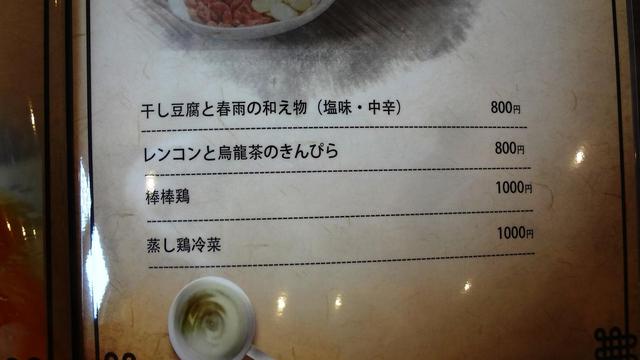 干し豆腐と春雨の和え物（塩味・中辛） 800円
レンコンと烏龍茶のきんぴら 800円
棒棒鶏 1000円
蒸し鶏冷菜 1000円